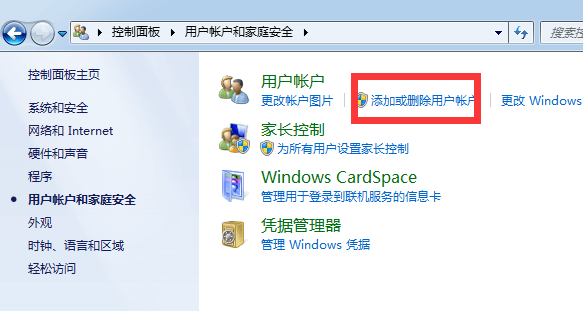 控制面板 用户帐户和家庭安全 搜索控
控制面板主页
系统和安全
网络和 Internet
硬件和声音
程序
用户帐户和家庭安全
外观
时钟、语言和区域
轻松访问
用户帐户
更改帐户图片 添加或删除用户帐户 更改 Windows
家长控制
为所有用户设置家长控制
Windows CardSpace
管理用于登录到联机服务的信息卡
凭据管理器
管理 Windows 凭据